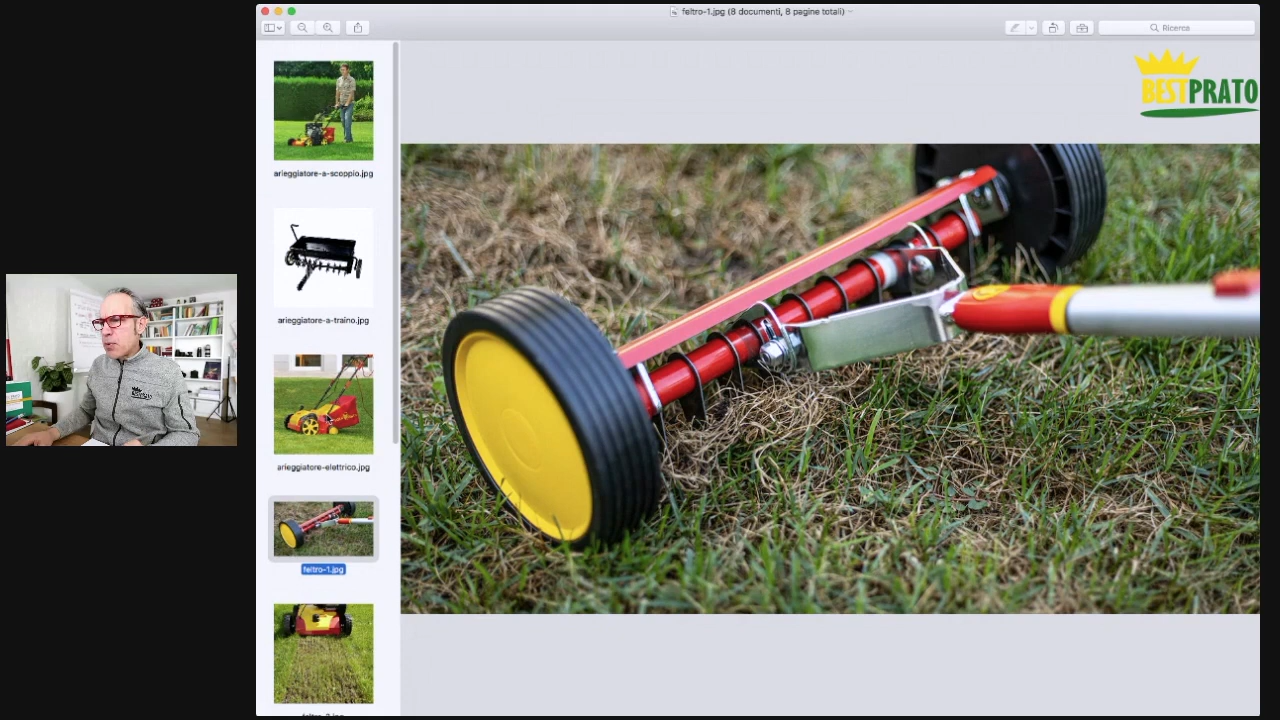 feltro-1.jpg (8 documenti, 8 pagine totali)
Ricerca
BESTPRATO
arieggiatore-a-scoppio.jpg
arieggiatore-a-traino.jpg
arieggiatore-elettrico.jpg
feltro-1.jpg